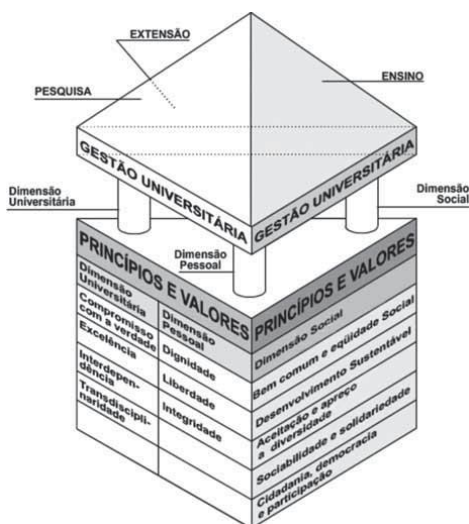 EXTENSÃO
PESQUISA
ENSINO
GESTÃO UNIVERSITÁRIA
GESTÃO UNIVERSITÁRIA
Dimensão
Universitária
Dimensão
Social
Dimensão
Pessoal
PRINCÍPIOS E VALORES
Dimensão
Universitária
Compromisso
com a verdade
Excelência
Interdepen-
dência
Transdiscipli-
naridade
Dimensão
Pessoal
Dignidade
Liberdade
Integridade
PRINCÍPIOS E VALORES
Dimensão Social
Bem comum e eqüidade Social
Desenvolvimento Sustentável
Aceitação e apreço
a diversidade
Sociabilidade e solidariedade
Cidadania, democracia
e participação